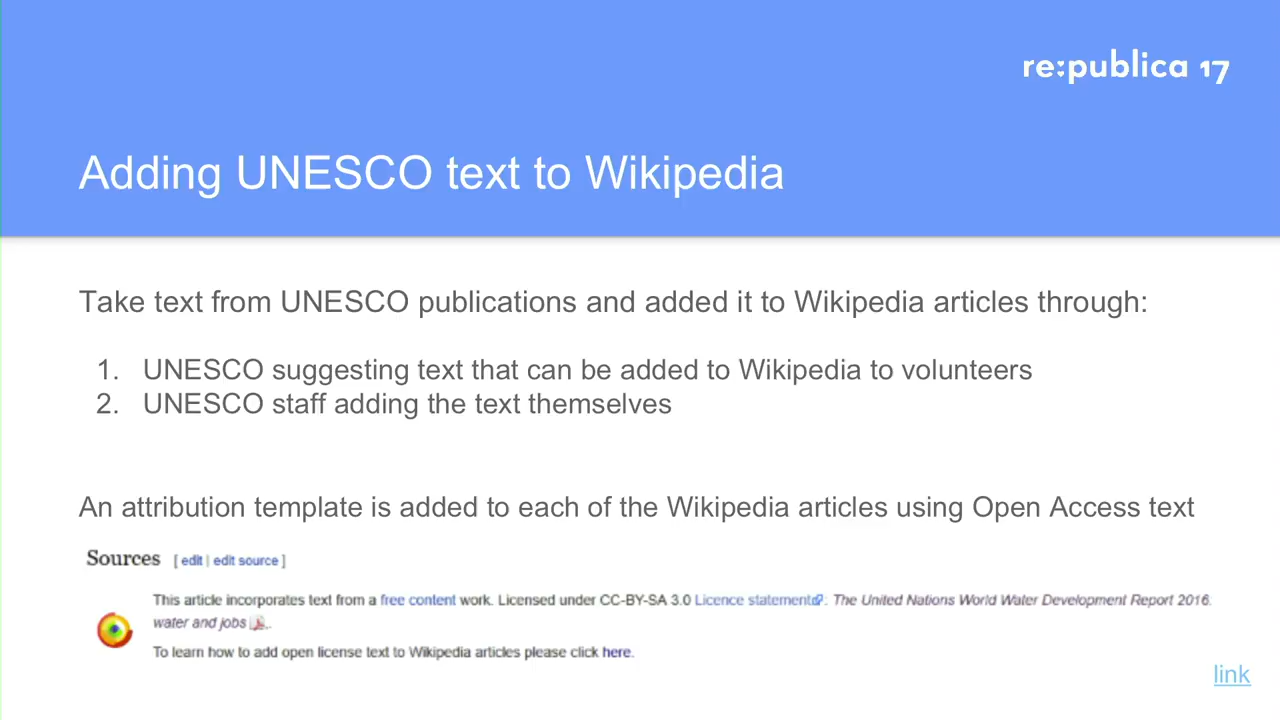 re:publica 17
Adding UNESCO text to Wikipedia
Take text from UNESCO publications and added it to Wikipedia articles through:
1. UNESCO suggesting text that can be added to Wikipedia to volunteers
2. UNESCO staff adding the text themselves
An attribution template is added to each of the Wikipedia articles using Open Access text
Sources [ edit | edit source ]
This article incorporates text from a free content work. Licensed under CC-BY-SA 3.0 Licence statement: The United Nations World Water Development Report 2016.
water and jobs .
To learn how to add open license text to Wikipedia articles please click here.
link